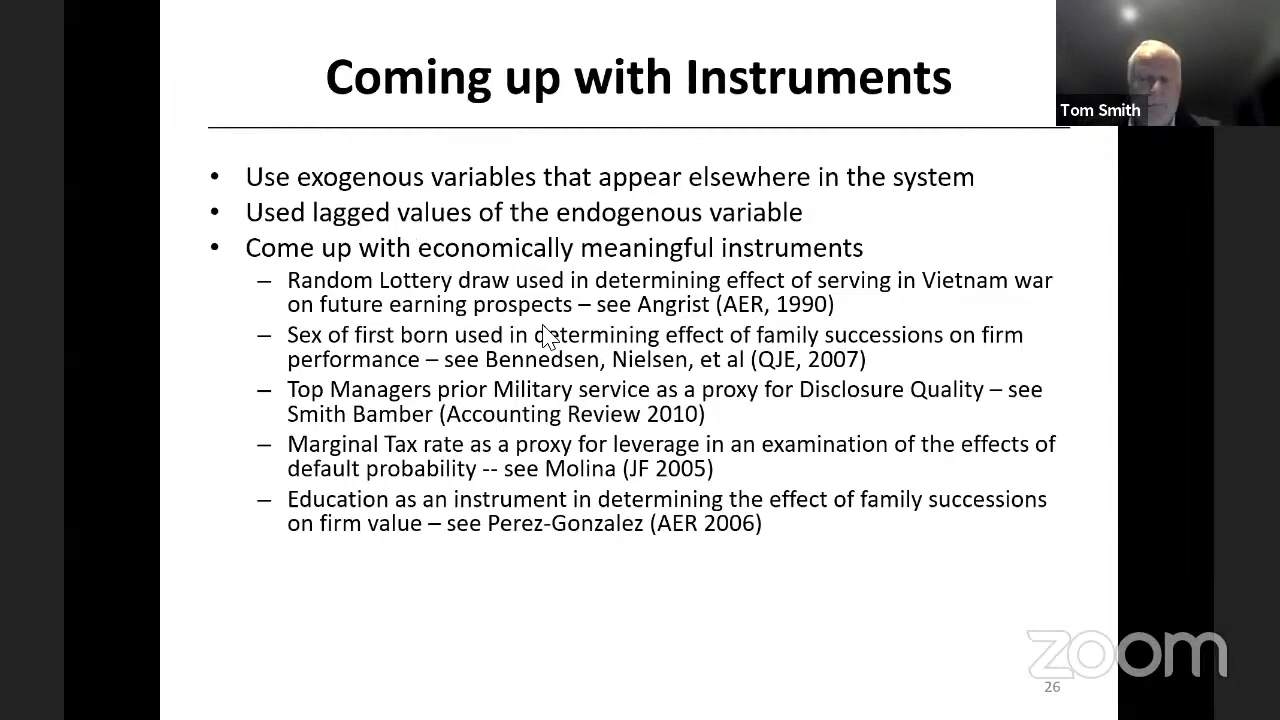 Coming up with Instruments
Tom Smith
• Use exogenous variables that appear elsewhere in the system
• Used lagged values of the endogenous variable
• Come up with economically meaningful instruments
– Random Lottery draw used in determining effect of serving in Vietnam war
on future earning prospects – see Angrist (AER, 1990)
– Sex of first born used in determining effect of family successions on firm
performance – see Bennedsen, Nielsen, et al (QJE, 2007)
– Top Managers prior Military service as a proxy for Disclosure Quality – see
Smith Bamber (Accounting Review 2010)
– Marginal Tax rate as a proxy for leverage in an examination of the effects of
default probability -- see Molina (JF 2005)
– Education as an instrument in determining the effect of family successions
on firm value – see Perez-Gonzalez (AER 2006)
zoom
26